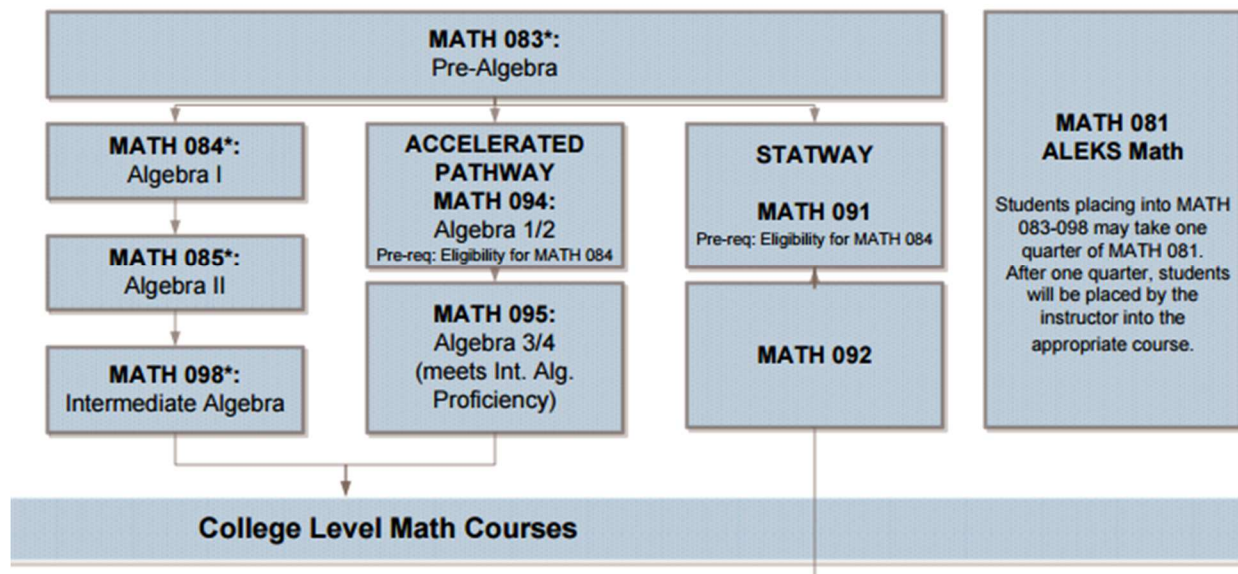 MATH 083*:
Pre-Algebra
MATH 084*:
Algebra I
MATH 085*:
Algebra II
MATH 098*:
Intermediate Algebra
ACCELERATED
PATHWAY
MATH 094:
Algebra 1/2
Pre-req: Eligibility for MATH 084
MATH 095:
Algebra 3/4
(meets Int. Alg.
Proficiency)
STATWAY
MATH 091
Pre-req: Eligibility for MATH 084
MATH 092
MATH 081
ALEKS Math
Students placing into MATH
083-098 may take one
quarter of MATH 081.
After one quarter, students
will be placed by the
instructor into the
appropriate course.
College Level Math Courses